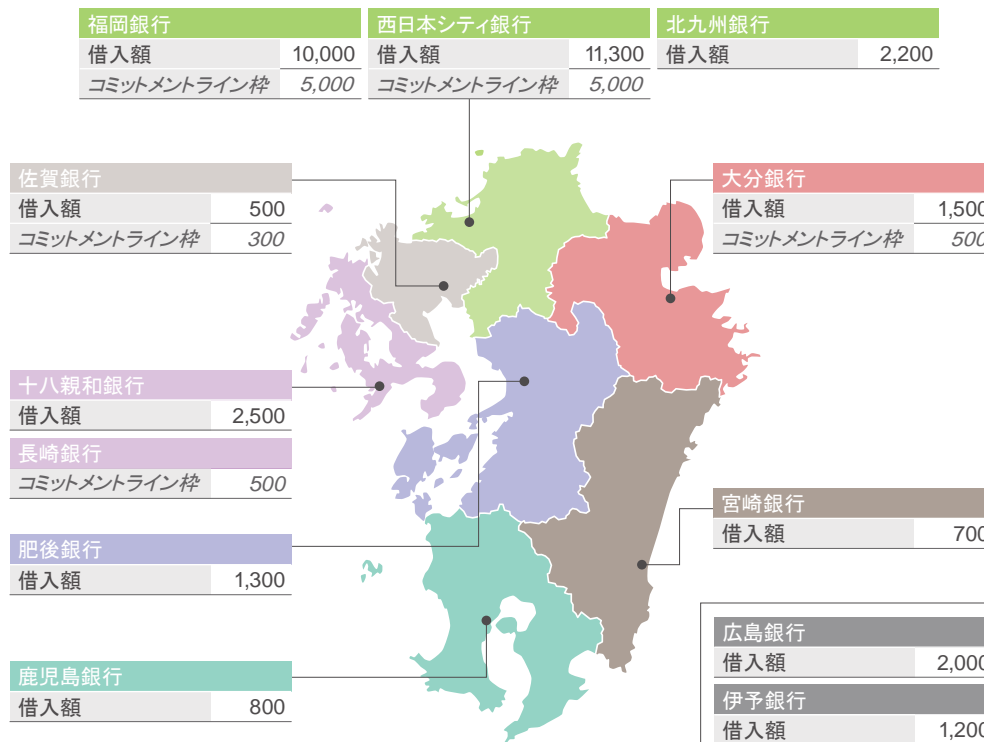 福岡銀行
借入額 10,000
コミットメントライン枠 5,000
西日本シティ銀行
借入額 11,300
コミットメントライン枠 5,000
北九州銀行
借入額 2,200
佐賀銀行
借入額 500
コミットメントライン枠 300
大分銀行
借入額 1,500
コミットメントライン枠 500
十八親和銀行
借入額 2,500
長崎銀行
コミットメントライン枠 500
宮崎銀行
借入額 700
肥後銀行
借入額 1,300
広島銀行
借入額 2,000
鹿児島銀行
借入額 800
伊予銀行
借入額 1,200